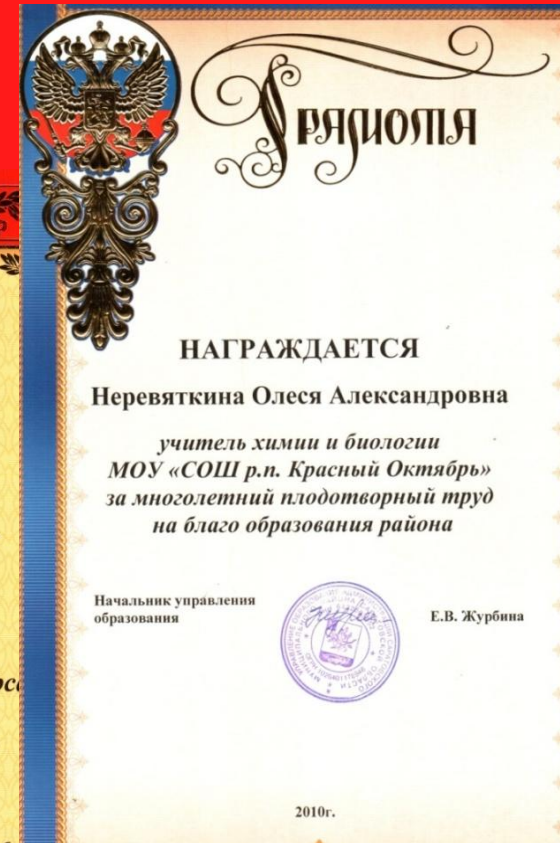 Грамота
НАГРАЖДАЕТСЯ
Неревяткина Олеся Александровна
учитель химии и биологии
МОУ «СОШ р.п. Красный Октябрь»
за многолетний плодотворный труд
на благо образования района
Начальник управления
образования
Е.В. Журбина
2010г.